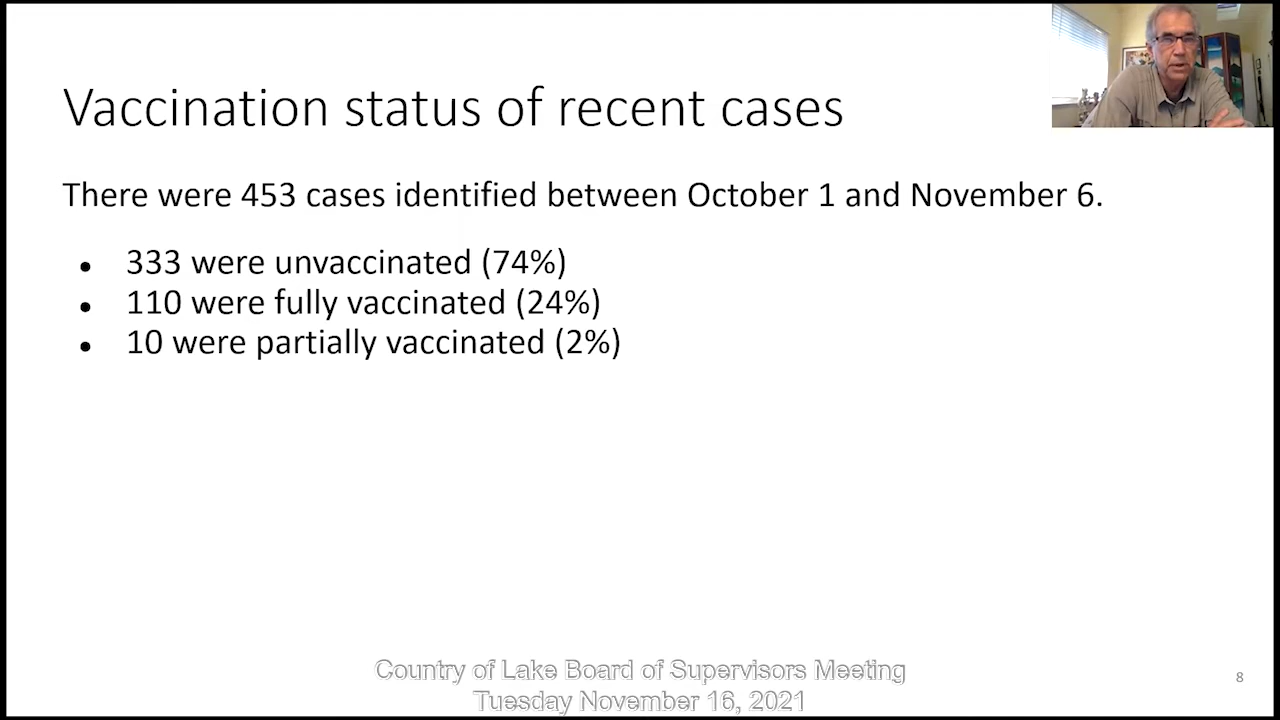 Vaccination status of recent cases
There were 453 cases identified between October 1 and November 6.
● 333 were unvaccinated (74%)
● 110 were fully vaccinated (24%)
● 10 were partially vaccinated (2%)
Country of Lake Board of Supervisors Meeting
Tuesday November 16, 2021
8